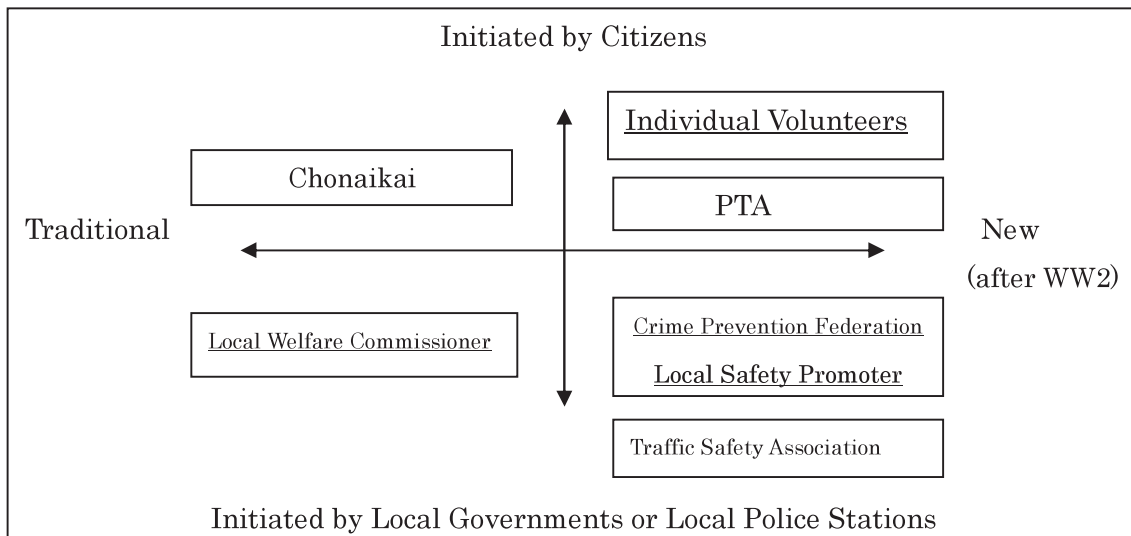 Initiated by Citizens
Individual Volunteers
Chonaikai
PTA
Traditional
New
(after WW2)
Crime Prevention Federation
Local Welfare Commissioner
Local Safety Promoter
Traffic Safety Association
Initiated by Local Governments or Local Police Stations